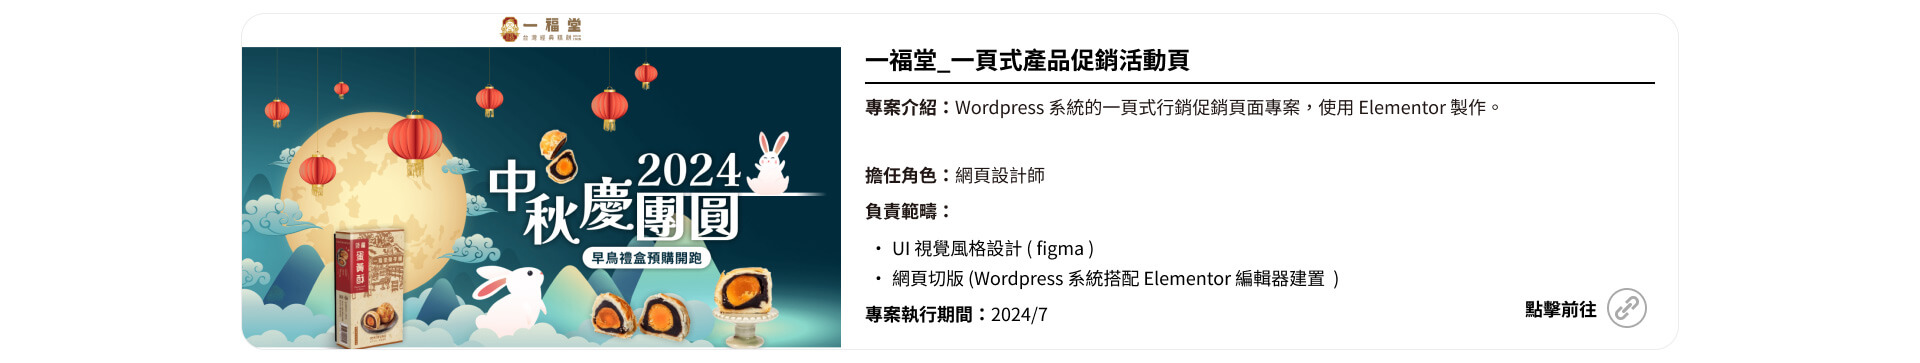 一福堂
台灣經典糕餅
2024
中秋慶團圓
早鳥禮盒預購開跑
蛋黃酥
一福堂_一頁式產品促銷活動頁
專案介紹：Wordpress 系統的一頁式行銷促銷頁面專案，使用 Elementor 製作。
擔任角色：網頁設計師
負責範疇：
・ UI 視覺風格設計 ( figma )
・ 網頁切版 (Wordpress 系統搭配 Elementor 編輯器建置 )
專案執行期間：2024/7
點擊前往